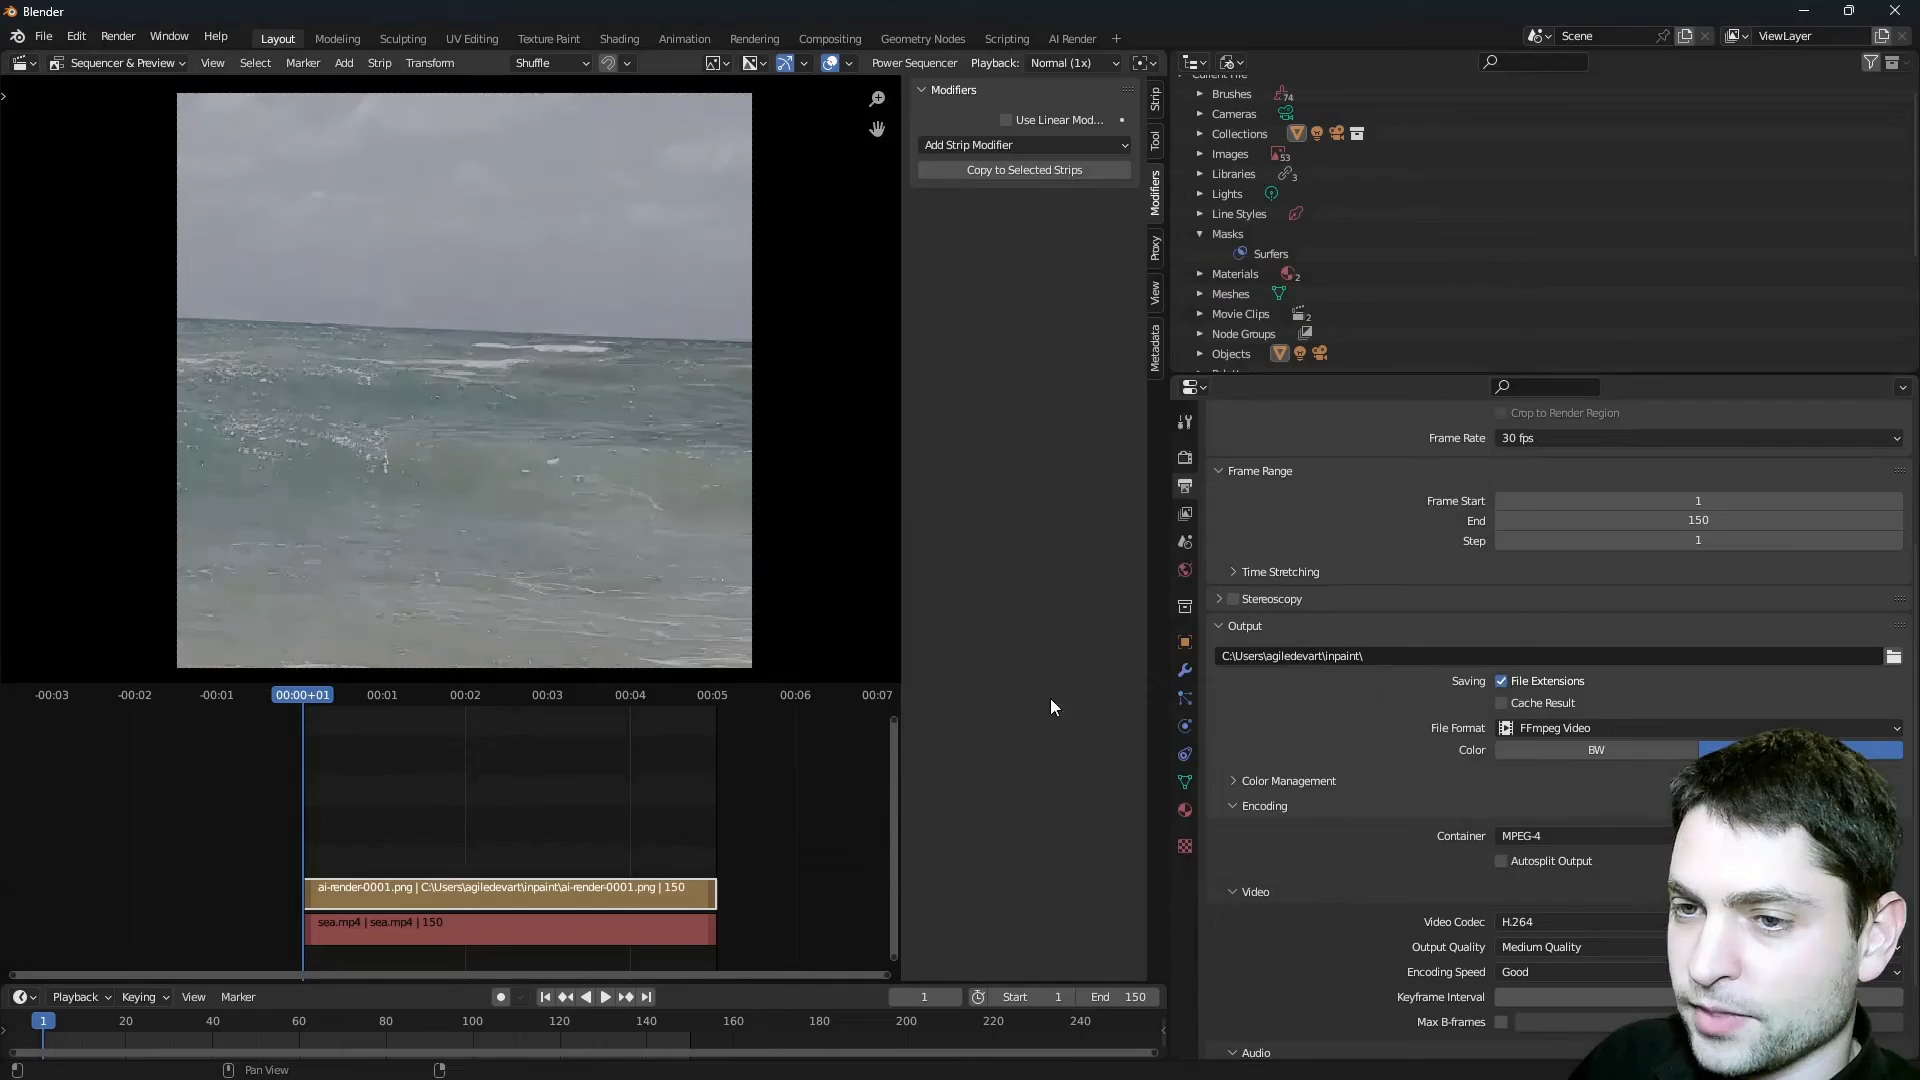 Blender
File Edit Render Window Help
Layout Modeling Sculpting UV Editing Texture Paint Shading Animation Rendering Compositing Geometry Nodes Scripting AI Render +
Scene
ViewLayer
Sequencer & Preview View Select Marker Add Strip Transform Shuffle Power Sequencer Playback: Normal (1x)
Modifiers
Use Linear Mod...
Add Strip Modifier
Copy to Selected Strips
Strip
Tool
Modifiers
Proxy
View
Metadata
Brushes 74
Cameras
Collections
Images 53
Libraries 3
Lights
Line Styles
Masks
Surfers
Materials 2
Meshes
Movie Clips 2
Node Groups
Objects
Crop to Render Region
Frame Rate 30 fps
Frame Range
Frame Start 1
End 150
Step 1
Time Stretching
Stereoscopy
Output
C:\Users\agiledevart\inpaint\
Saving File Extensions
Cache Result
File Format FFmpeg Video
Color BW
Color Management
Encoding
Container MPEG-4
Autosplit Output
Video
Video Codec H.264
Output Quality Medium Quality
Encoding Speed Good
Keyframe Interval
Max B-frames
Audio
-00:03 -00:02 -00:01 00:00+01 00:01 00:02 00:03 00:04 00:05 00:06 00:07
ai-render-0001.png | C:\Users\agiledevart\inpaint\ai-render-0001.png | 150
sea.mp4 | sea.mp4 | 150
Playback Keying View Marker 1 Start 1 End 150
1 20 40 60 80 100 120 140 160 180 200 220 240
Pan View